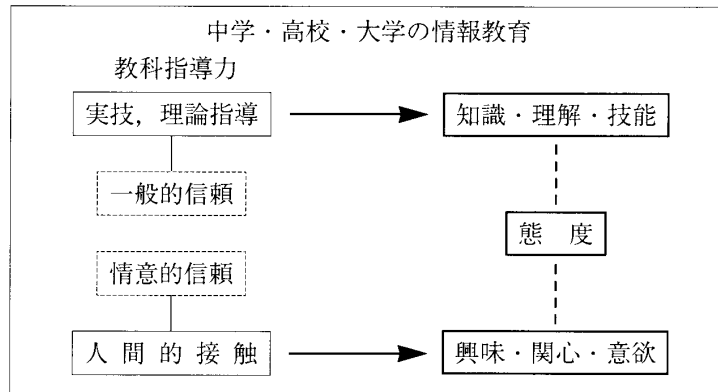 中学・高校・大学の情報教育
教科指導力
実技，理論指導
知識・理解・技能
一般的信頼
態　度
情意的信頼
人 間 的 接 触
興味・関心・意欲